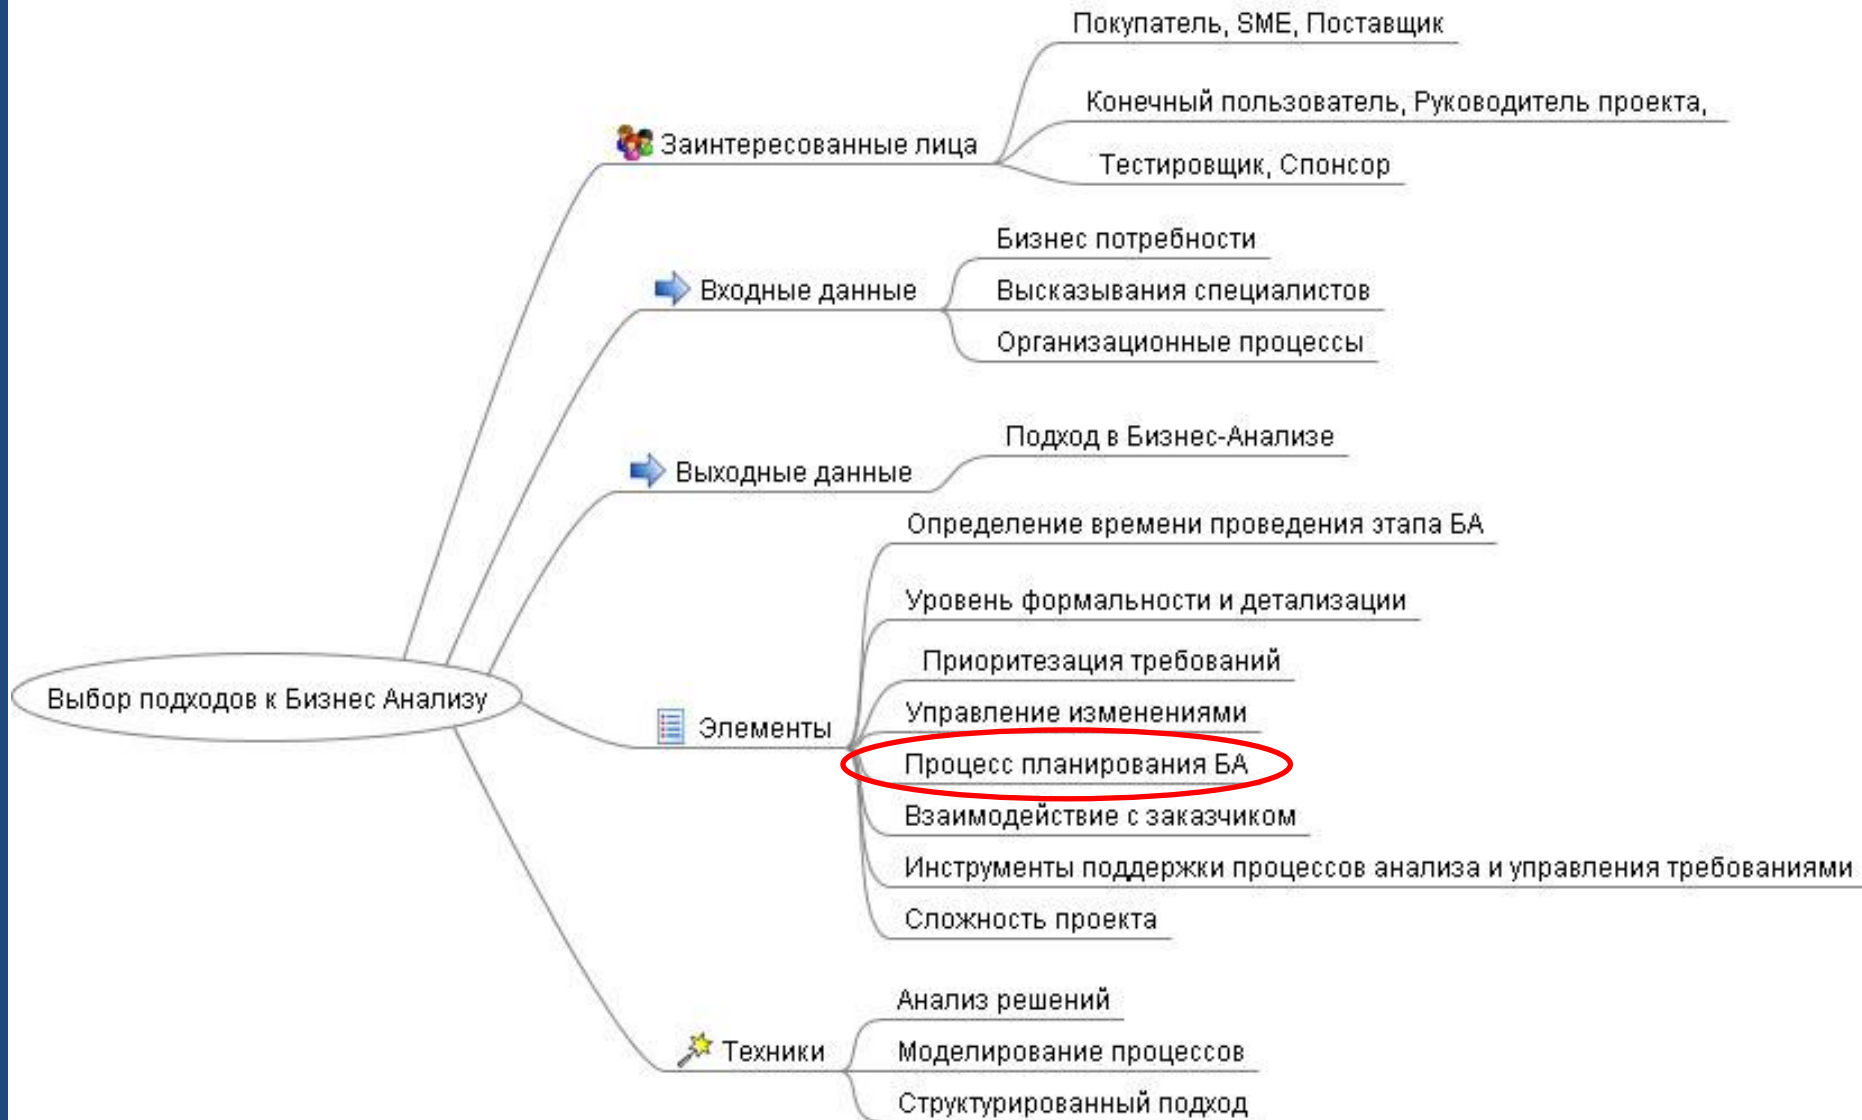 Покупатель, SME, Поставщик
Конечный пользователь, Руководитель проекта,
Заинтересованные лица
Тестировщик, Спонсор
Бизнес потребности
Входные данные
Высказывания специалистов
Организационные процессы
Подход в Бизнес-Анализе
Выходные данные
Определение времени проведения этапа БА
Уровень формальности и детализации
Приоритезация требований
Выбор подходов к Бизнес Анализу
Управление изменениями
Элементы
Процесс планирования БА
Взаимодействие с заказчиком
Инструменты поддержки процессов анализа и управления требованиями
Сложность проекта
Анализ решений
Техники
Моделирование процессов
Структурированный подход